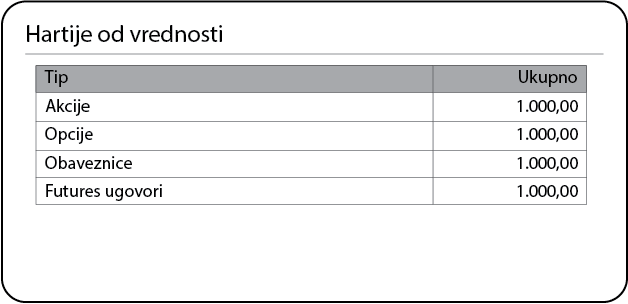 Hartije od vrednosti
Tip Ukupno
Akcije 1.000,00
Opcije 1.000,00
Obaveznice 1.000,00
Futures ugovori 1.000,00